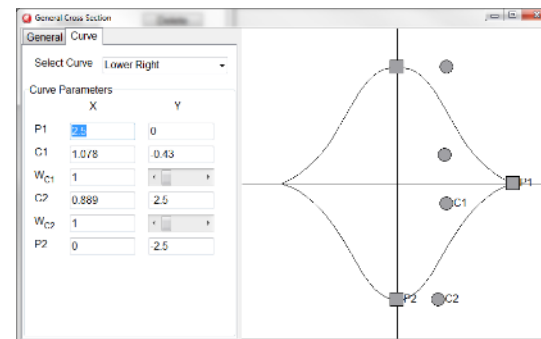 General Cross Section
Delete
General Curve
Select Curve Lower Right
Curve Parameters
X Y
P1 2.5 0
C1 1.078 -0.43
WC1 1
C2 0.889 2.5
WC2 1
P2 0 -2.5
P1
C1
P2 C2